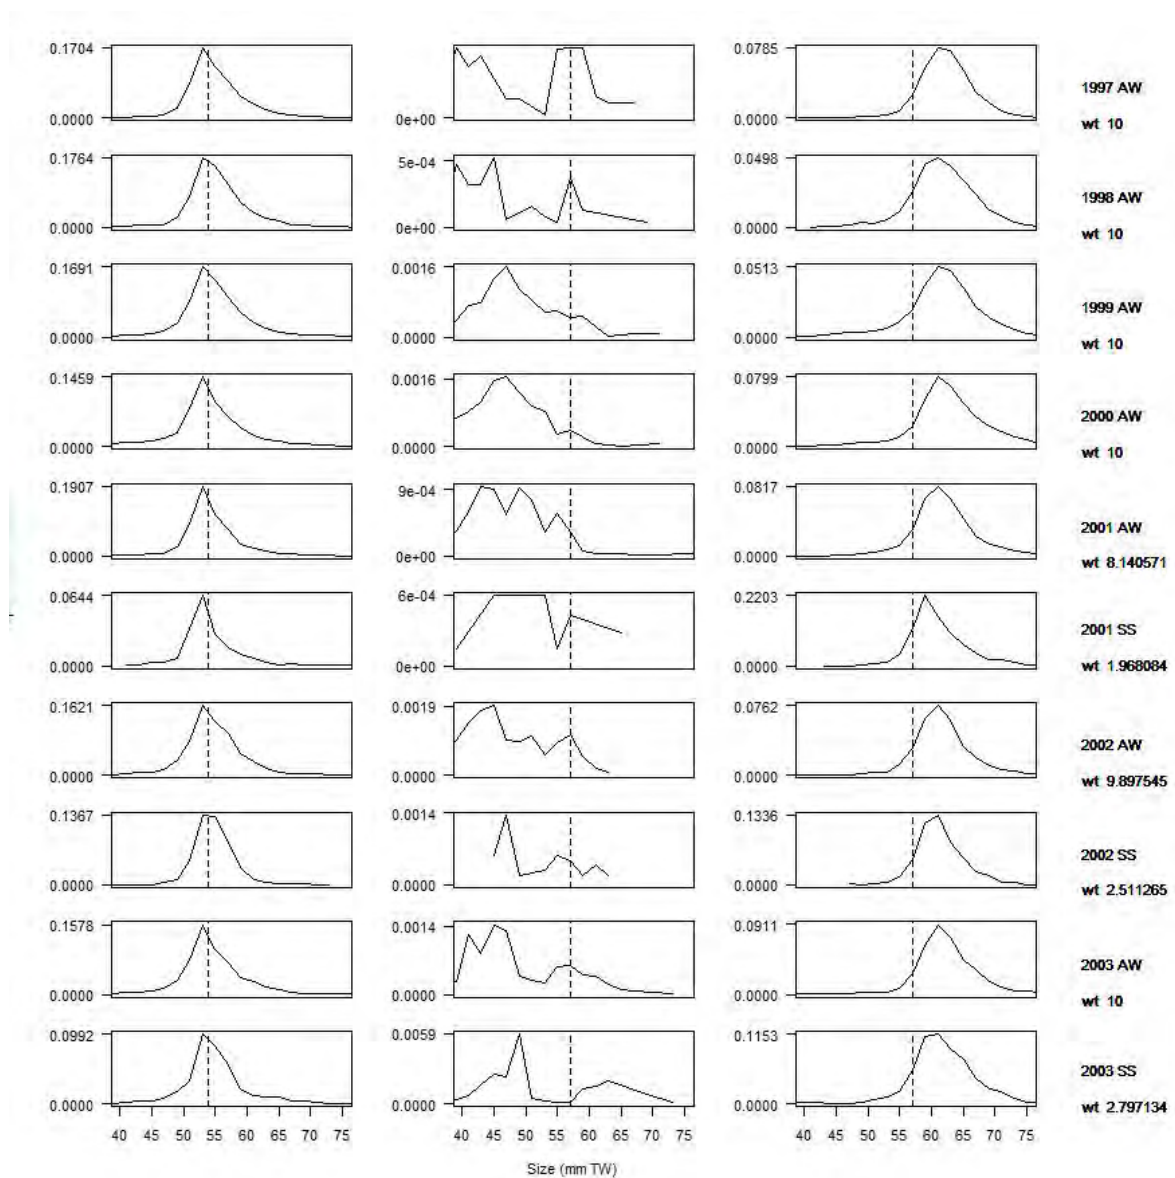 0.1704
0.0000
0e+00
0.0785
0.0000
1997 AW
wt 10
0.1764
0.0000
5e-04
0e+00
0.0498
0.0000
1998 AW
wt 10
0.1691
0.0000
0.0016
0.0000
0.0513
0.0000
1999 AW
wt 10
0.1459
0.0000
0.0016
0.0000
0.0799
0.0000
2000 AW
wt 10
0.1907
0.0000
9e-04
0e+00
0.0817
0.0000
2001 AW
wt 8.140571
0.0644
0.0000
6e-04
0e+00
0.2203
0.0000
2001 SS
wt 1.968084
0.1621
0.0000
0.0019
0.0000
0.0762
0.0000
2002 AW
wt 9.897545
0.1367
0.0000
0.0014
0.0000
0.1336
0.0000
2002 SS
wt 2.511265
0.1578
0.0000
0.0014
0.0000
0.0911
0.0000
2003 AW
wt 10
0.0992
0.0000
0.0059
0.0000
0.1153
0.0000
2003 SS
wt 2.797134
40 45 50 55 60 65 70 75
40 45 50 55 60 65 70 75
40 45 50 55 60 65 70 75
Size (mm TW)